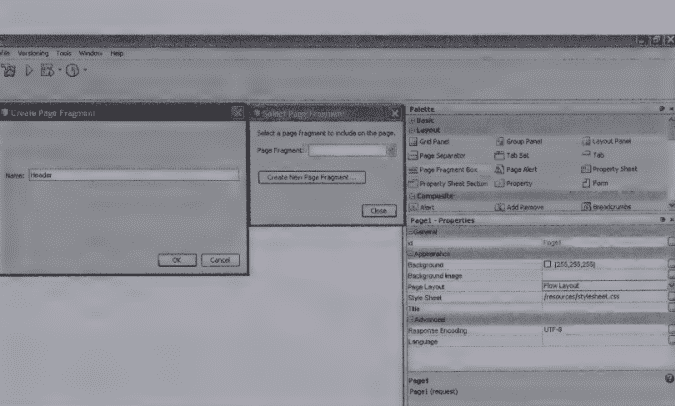 File Versioning Tools Window Help
Create Page Fragment
Name: Header
OK Cancel
Select Page Fragment
Select a page fragment to include on the page.
Page Fragment:
Create New Page Fragment...
Close
Palette
Basic
Layout
Grid Panel Group Panel Layout Panel
Page Separator Tab Set Tab
Page Fragment Box Page Alert Property Sheet
Property Sheet Section Property Form
Composite
Alert Add Remove Breadcrumbs
Page1 - Properties
General
id Page1
Appearance
Background [255,255,255]
Background Image
Page Layout Flow Layout
Style Sheet /resources/stylesheet.css
Title
Advanced
Response Encoding UTF-8
Language
Page1
Page1 (request)